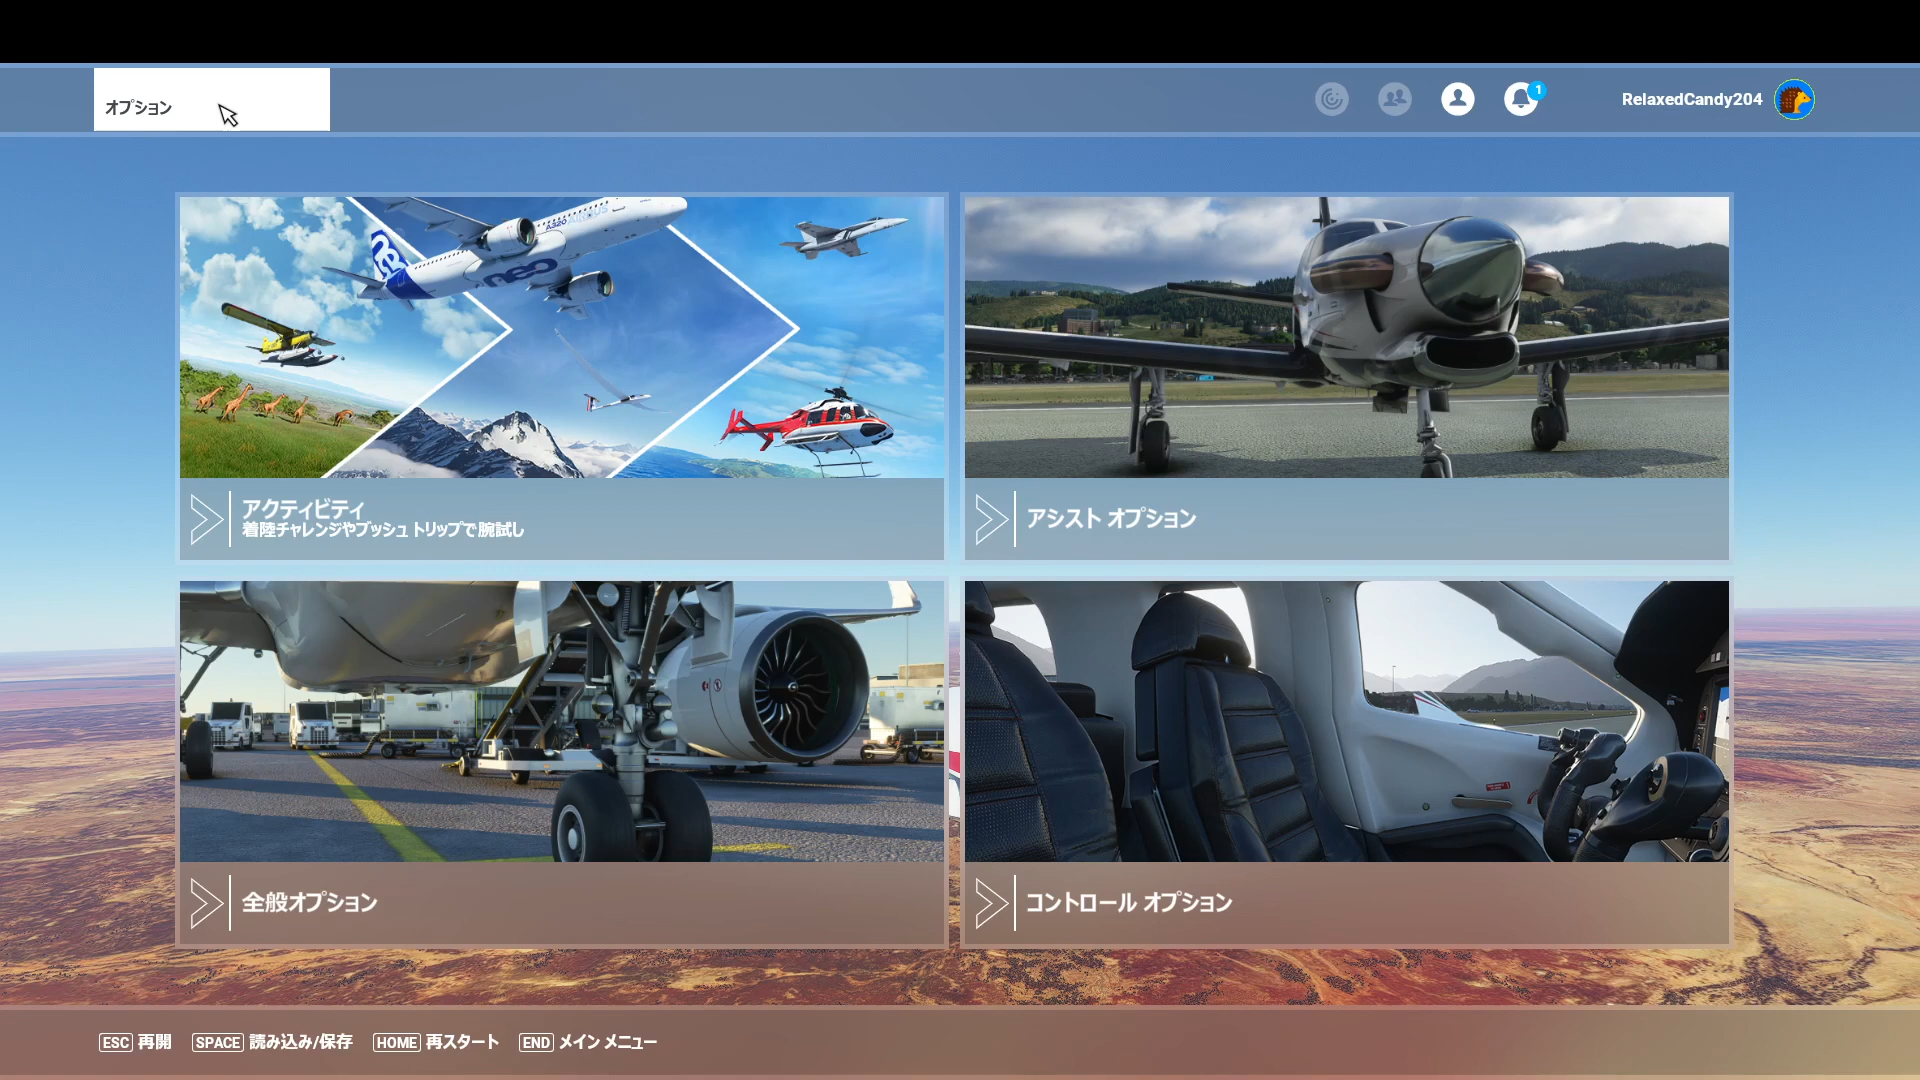 オプション
1
RelaxedCandy204
A320 AIRBUS
neo
アクティビティ
着陸チャレンジやブッシュ トリップで腕試し
アシスト オプション
全般オプション
コントロール オプション
ESC 再開 SPACE 読み込み/保存 HOME 再スタート END メイン メニュー